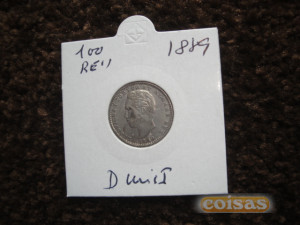 100 1889
REIS
D Luis I
coisas